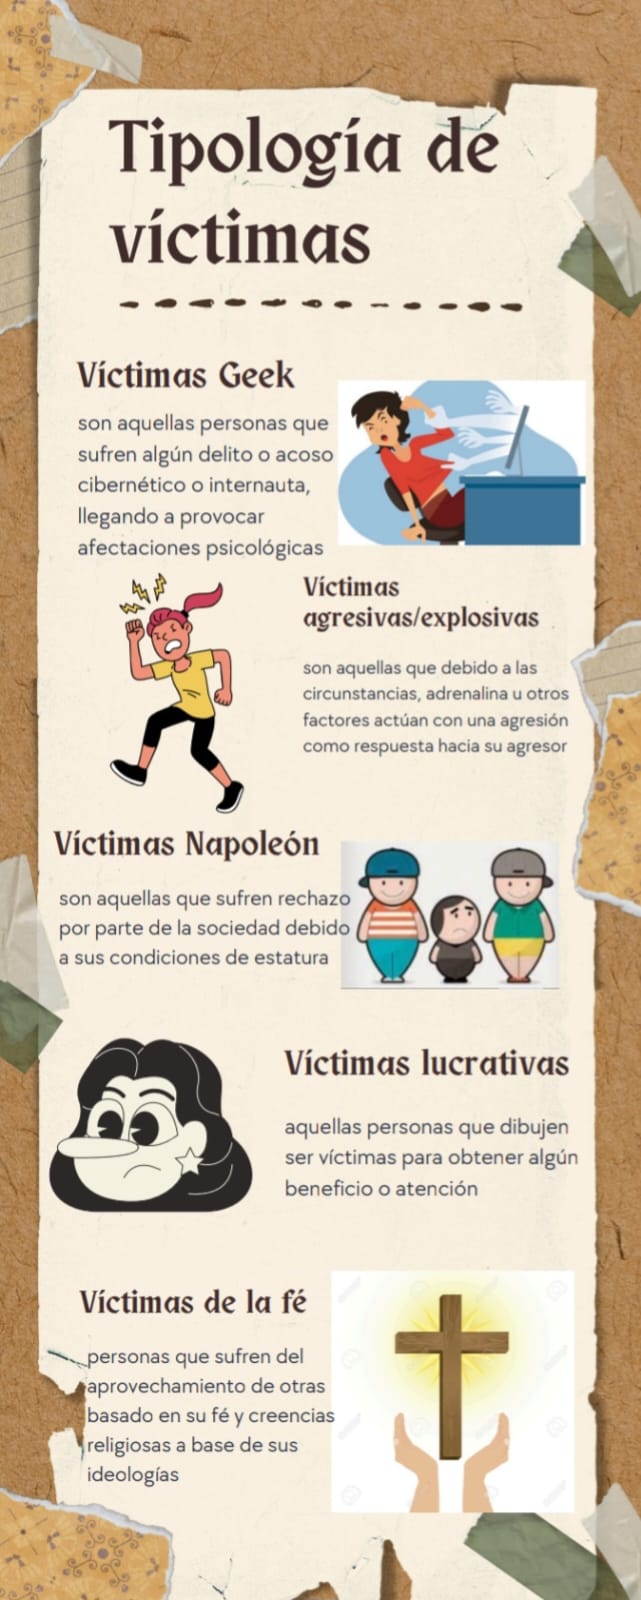 Tipología de
víctimas
Víctimas Geek
son aquellas personas que
sufren algún delito o acoso
cibernético o internauta,
llegando a provocar
afectaciones psicológicas
Víctimas
agresivas/explosivas
son aquellas que debido a las
circunstancias, adrenalina u otros
factores actúan con una agresión
como respuesta hacia su agresor
Víctimas Napoleón
son aquellas que sufren rechazo
por parte de la sociedad debido
a sus condiciones de estatura
Víctimas lucrativas
aquellas personas que dibujen
ser víctimas para obtener algún
beneficio o atención
Víctimas de la fé
personas que sufren del
aprovechamiento de otras
basado en su fé y creencias
religiosas a base de sus
ideologías